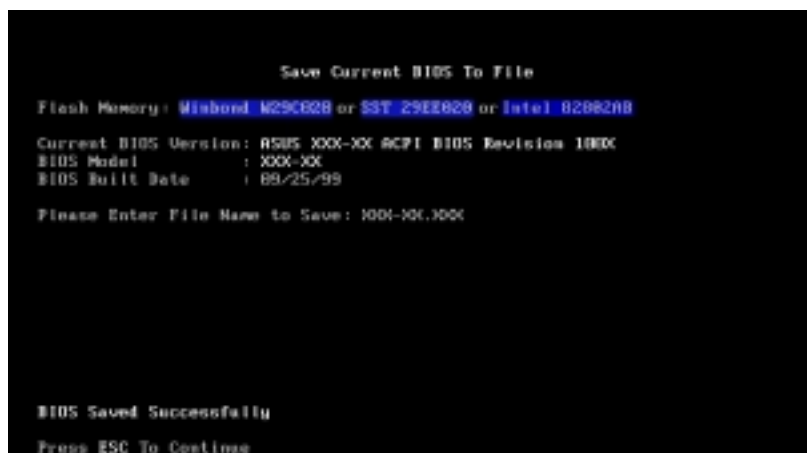 Save Current BIOS To File
Flash Memory: Winbond W29C020 or SST 29EE020 or Intel 82802AB
Current BIOS Version: ASUS XXX-XX ACPI BIOS Revision 100X
BIOS Model : XXX-XX
BIOS Built Date : 09/25/99
Please Enter File Name to Save: XXX-XX.XXX
BIOS Saved Successfully
Press ESC To Continue